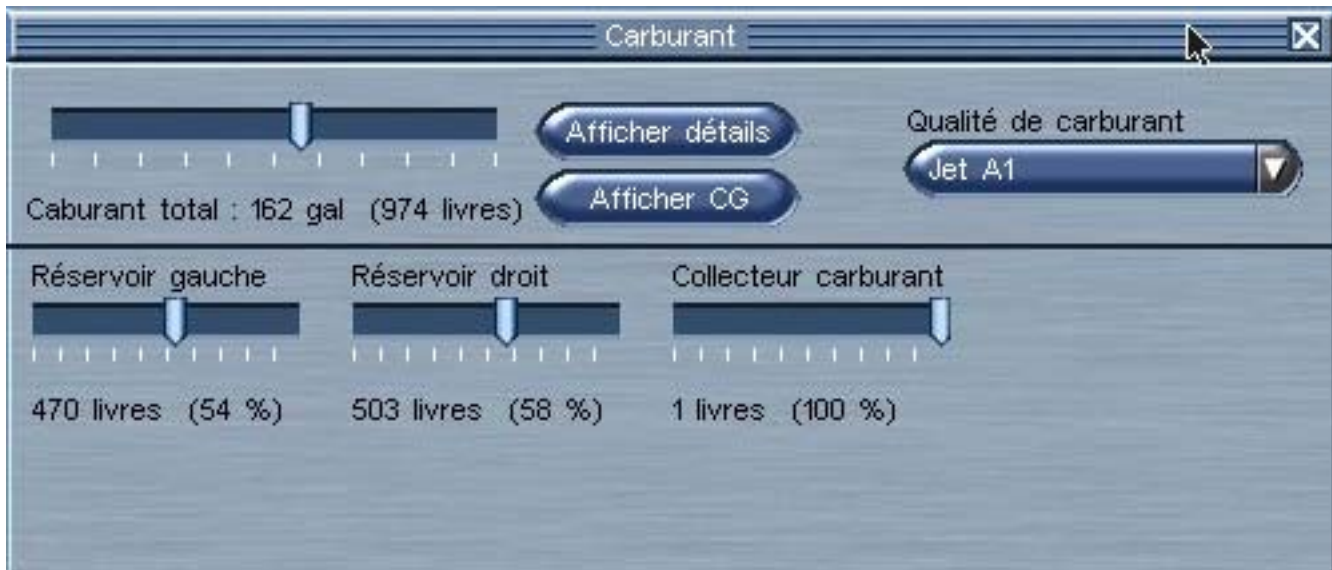 Carburant
Afficher détails
Qualité de carburant
Jet A1
Caburant total : 162 gal (974 livres)
Afficher CG
Réservoir gauche
Réservoir droit
Collecteur carburant
470 livres (54 %)
503 livres (58 %)
1 livres (100 %)